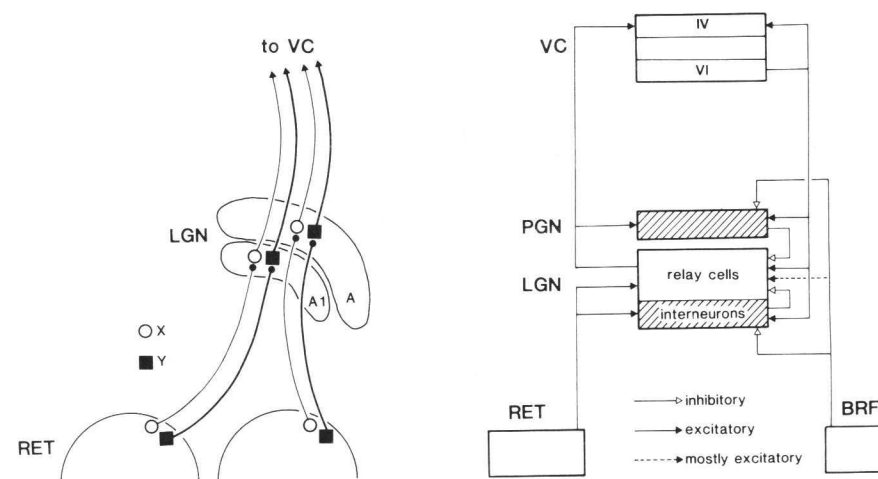 to VC
LGN
A1
A
X
Y
RET
VC
IV
VI
PGN
LGN
relay cells
interneurons
RET
inhibitory
excitatory
mostly excitatory
BRF